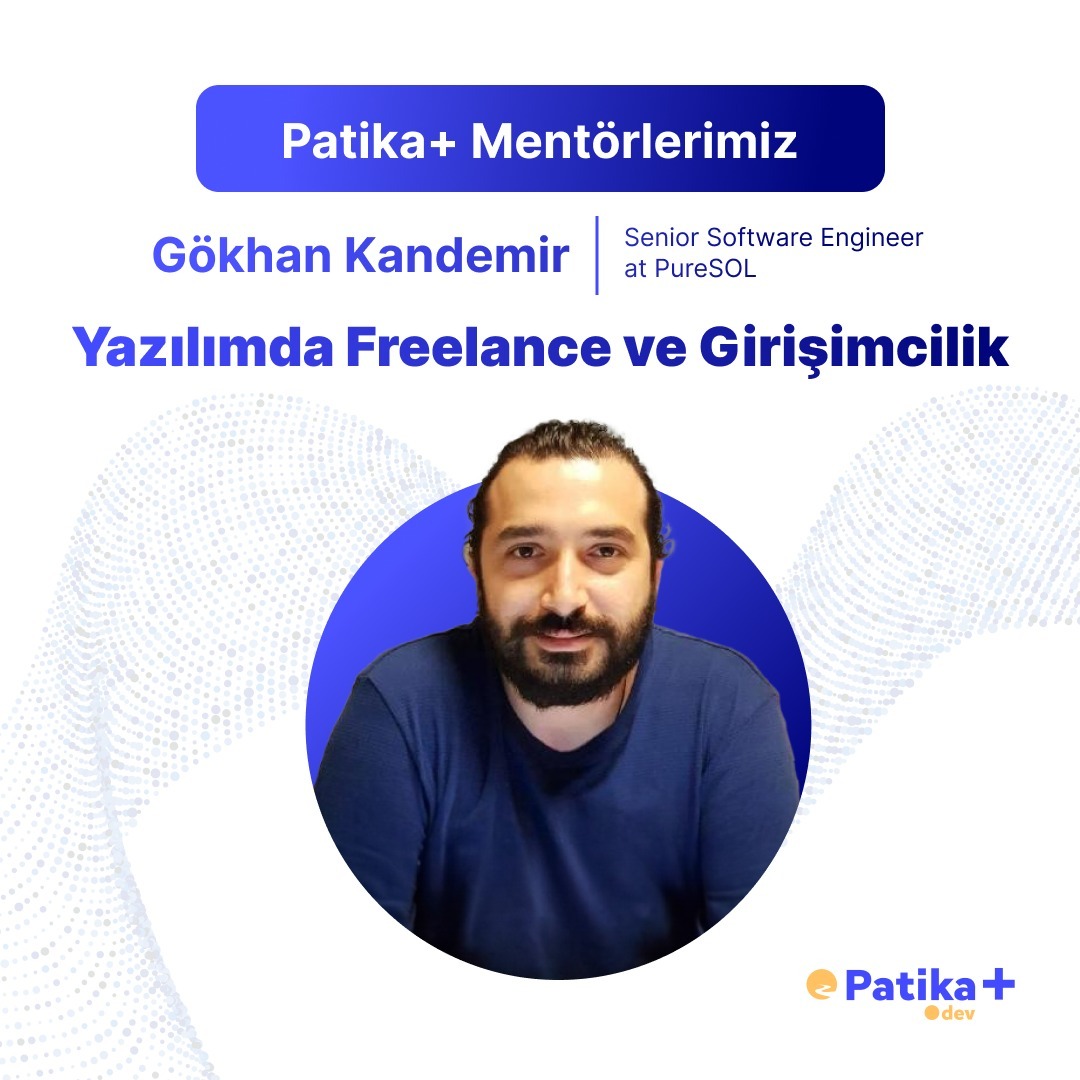 Patika+ Mentörlerimiz
Gökhan Kandemir
Senior Software Engineer
at PureSOL
Yazılımda Freelance ve Girişimcilik
Patika+
dev